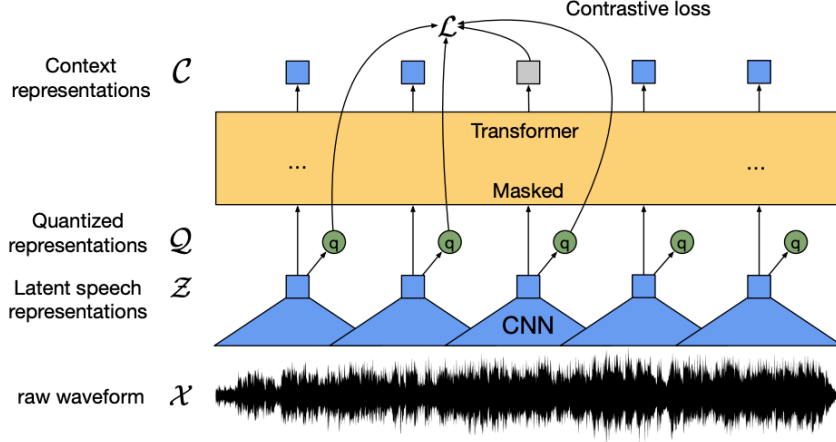 Contrastive loss
ℒ
Context
representations
𝒞
Transformer
...
...
Masked
Quantized
representations
𝒬
q
q
q
q
q
Latent speech
representations
𝒵
CNN
raw waveform
𝒳